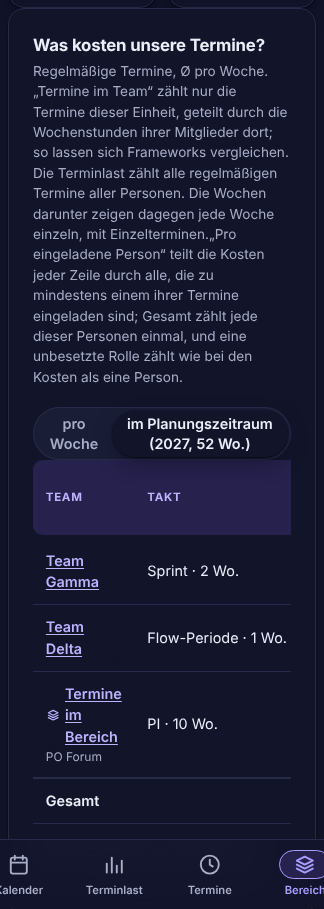 Was kosten unsere Termine?
Regelmäßige Termine, Ø pro Woche.
„Termine im Team“ zählt nur die
Termine dieser Einheit, geteilt durch die
Wochenstunden ihrer Mitglieder dort;
so lassen sich Frameworks vergleichen.
Die Terminlast zählt alle regelmäßigen
Termine aller Personen. Die Wochen
darunter zeigen dagegen jede Woche
einzeln, mit Einzelterminen.„Pro
eingeladene Person“ teilt die Kosten
jeder Zeile durch alle, die zu
mindestens einem ihrer Termine
eingeladen sind; Gesamt zählt jede
dieser Personen einmal, und eine
unbesetzte Rolle zählt wie bei den
Kosten als eine Person.
pro
Woche
im Planungszeitraum
(2027, 52 Wo.)
TEAM TAKT
Team
Gamma
Sprint · 2 Wo.
Team
Delta
Flow-Periode · 1 Wo.
Termine
im
Bereich
PO Forum
PI · 10 Wo.
Gesamt
Kalender Terminlast Termine Bereich